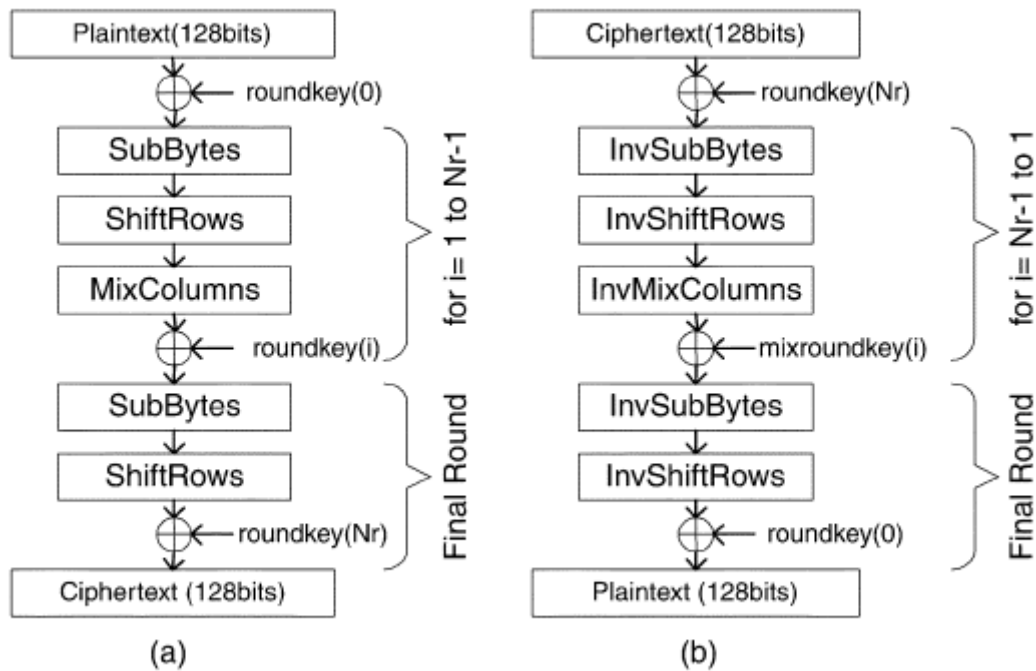 Plaintext(128bits)
roundkey(0)
SubBytes
ShiftRows
MixColumns
roundkey(i)
for i= 1 to Nr-1
SubBytes
ShiftRows
roundkey(Nr)
Final Round
Ciphertext (128bits)
(a)
Ciphertext(128bits)
roundkey(Nr)
InvSubBytes
InvShiftRows
InvMixColumns
mixroundkey(i)
for i= Nr-1 to 1
InvSubBytes
InvShiftRows
roundkey(0)
Final Round
Plaintext (128bits)
(b)